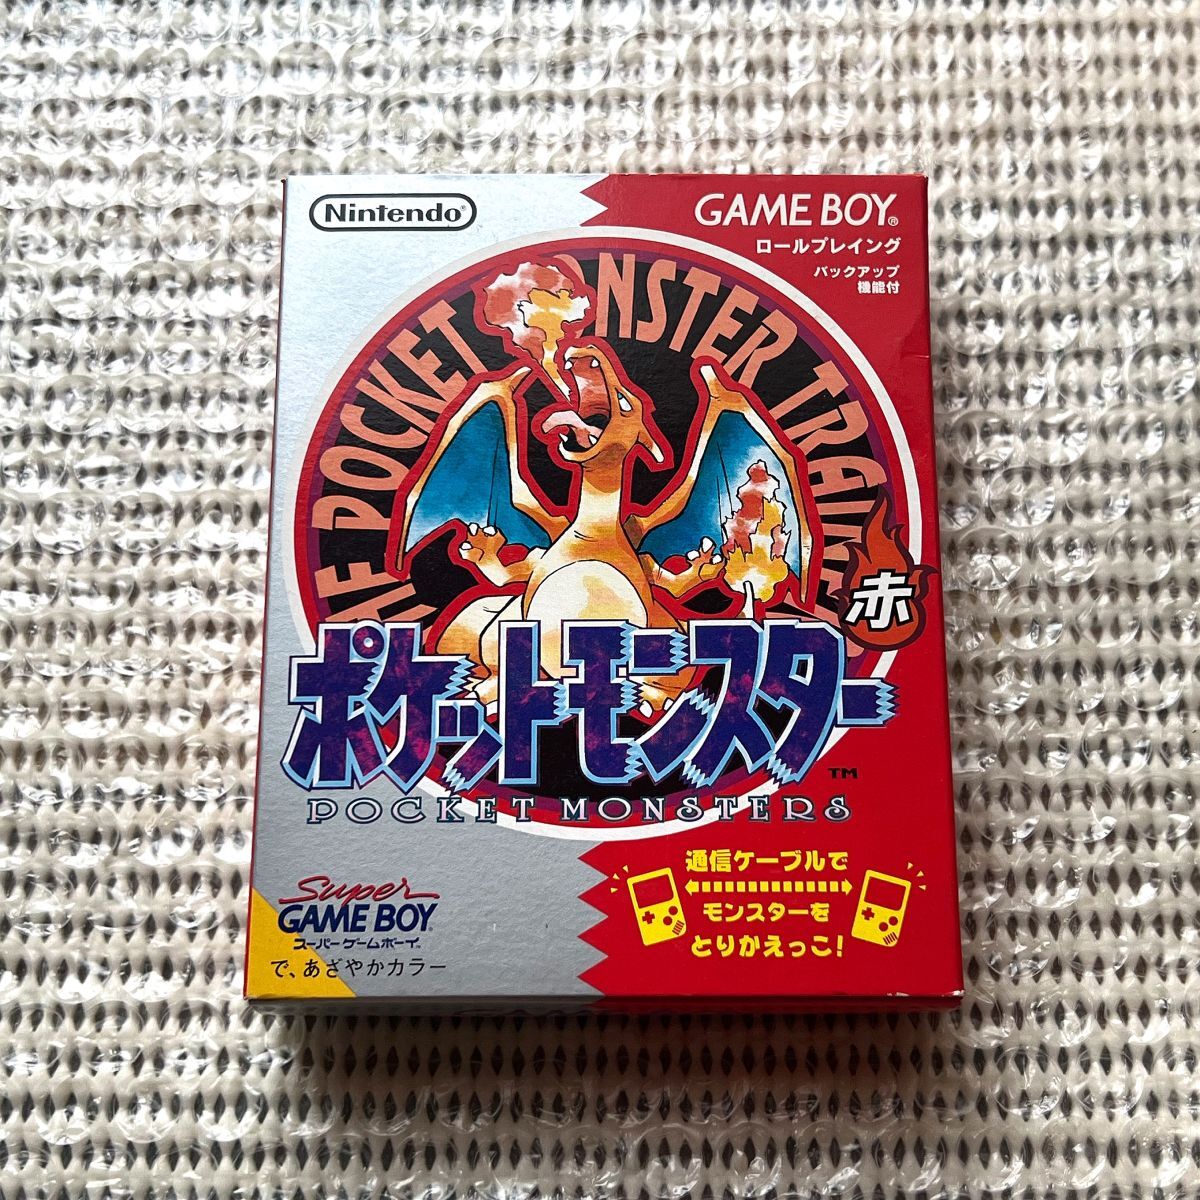 Nintendo®
GAME BOY®
ロールプレイング
バックアップ
機能付
POCKET MONSTER
赤
ポケットモンスター
TM
POCKET MONSTERS
Super
GAME BOY
スーパーゲームボーイ
で、あざやかカラー
通信ケーブルで
モンスターを
とりかえっこ!